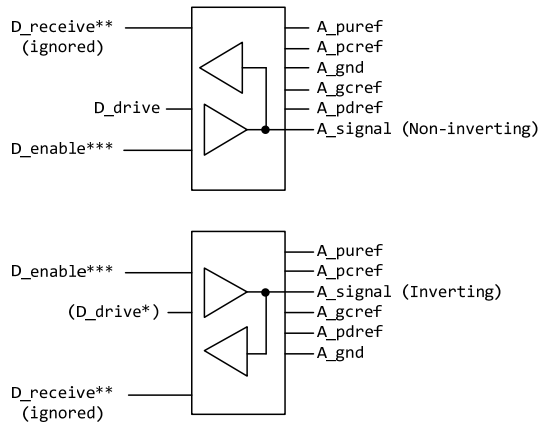 D_receive**
(ignored)
D_drive
D_enable***
A_puref
A_pcref
A_gnd
A_gcref
A_pdref
A_signal (Non-inverting)
D_enable***
(D_drive*)
D_receive**
(ignored)
A_puref
A_pcref
A_signal (Inverting)
A_gcref
A_pdref
A_gnd